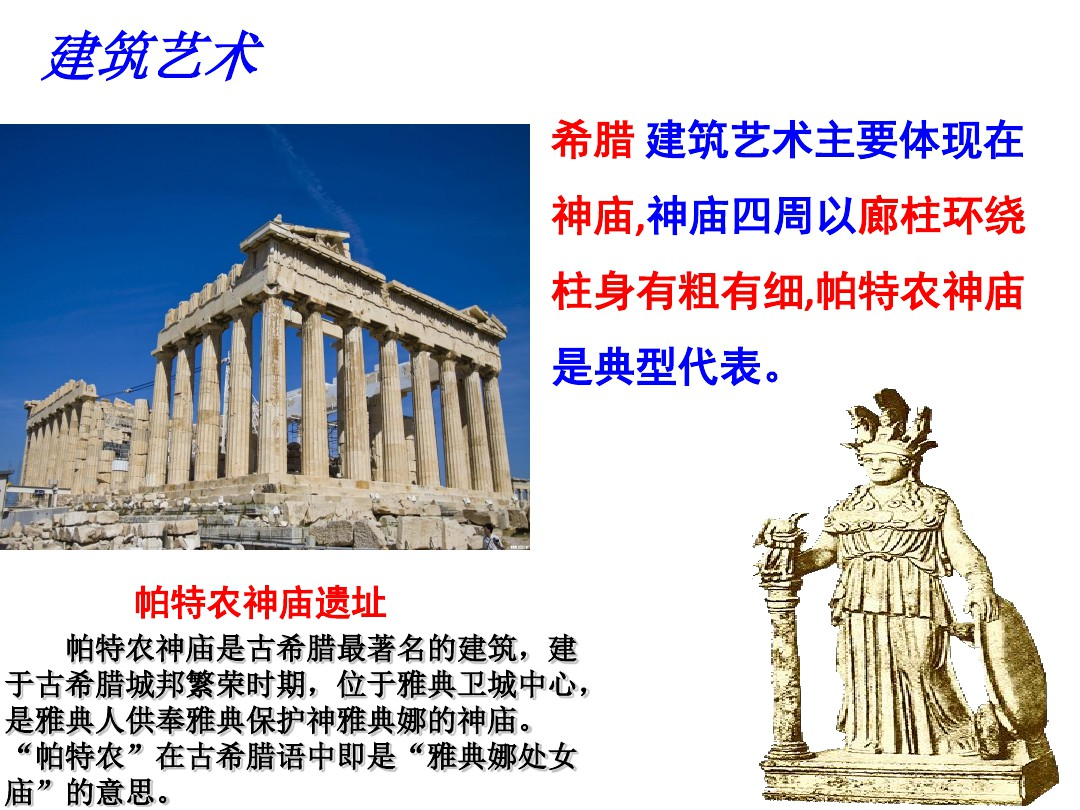 建筑艺术
希腊 建筑艺术主要体现在
神庙,神庙四周以廊柱环绕
柱身有粗有细,帕特农神庙
是典型代表。
帕特农神庙遗址
帕特农神庙是古希腊最著名的建筑，建
于古希腊城邦繁荣时期，位于雅典卫城中心，
是雅典人供奉雅典保护神雅典娜的神庙。
“帕特农”在古希腊语中即是“雅典娜处女
庙”的意思。